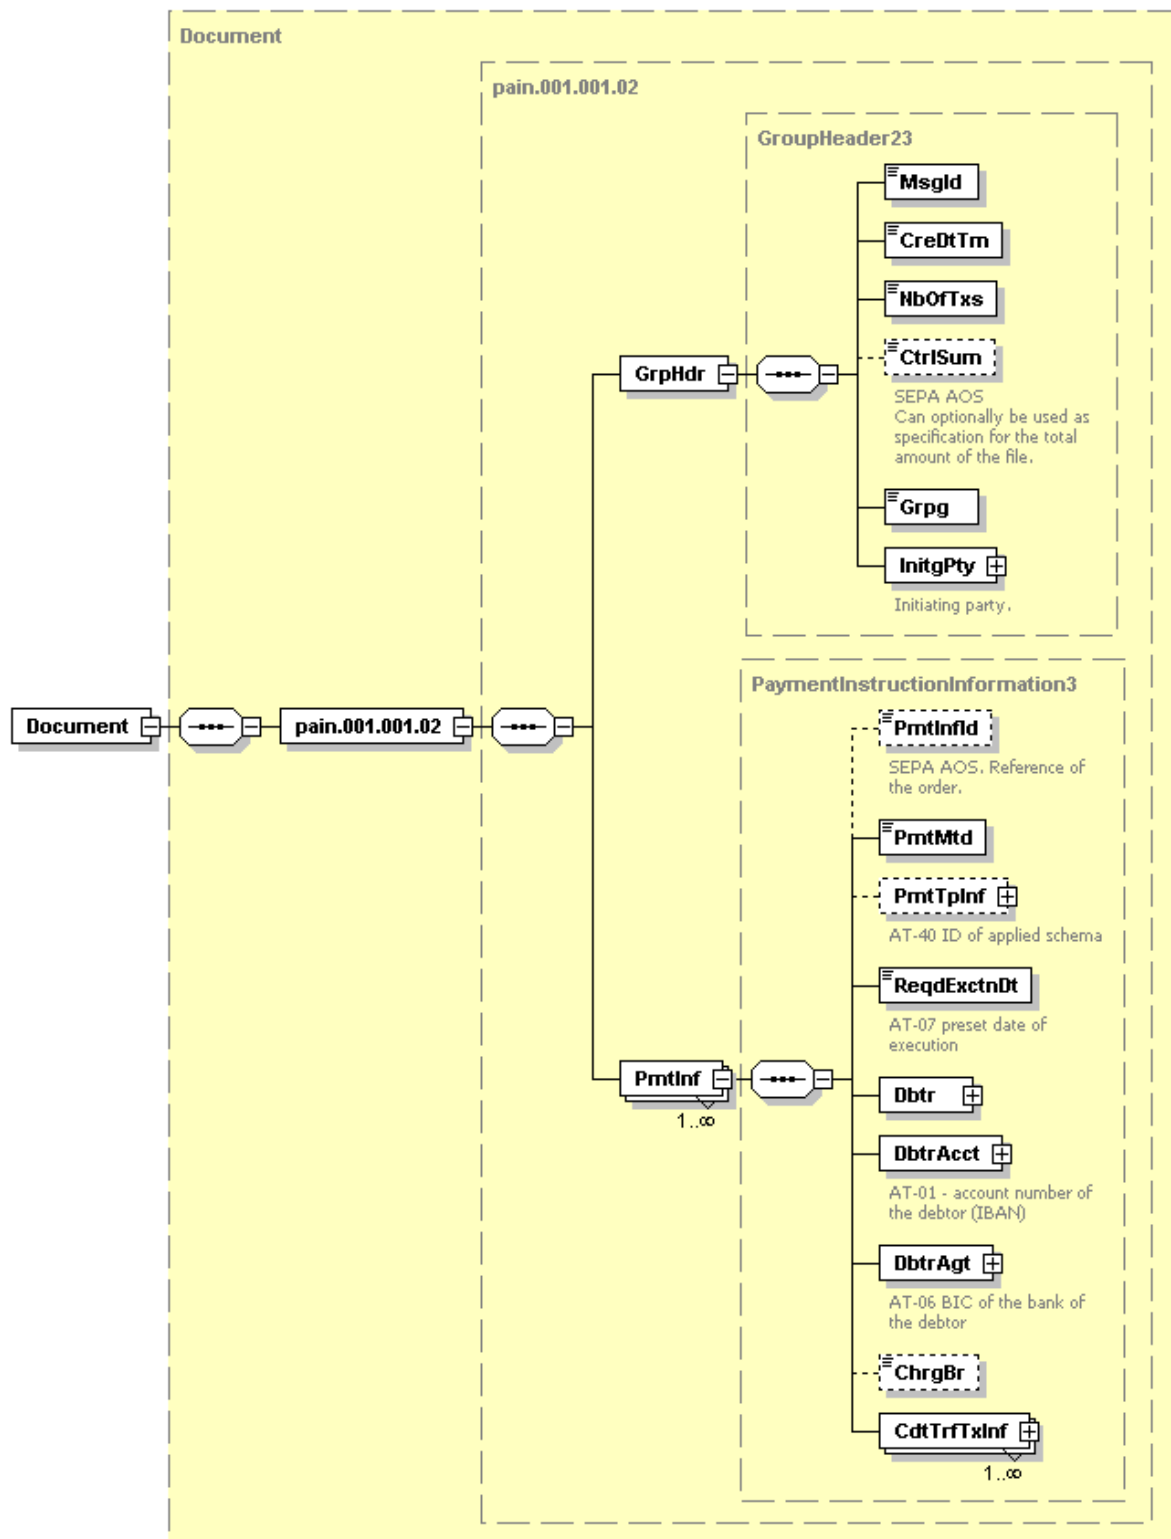 Document
pain.001.001.02
GroupHeader23
MsgId
CreDtTm
NbOfTxs
CtrlSum
SEPA AOS
Can optionally be used as
specification for the total
amount of the file.
Grpg
InitgPty
Initiating party.
GrpHdr
Document
pain.001.001.02
PaymentInstructionInformation3
PmtInfId
SEPA AOS. Reference of
the order.
PmtMtd
PmtTpInf
AT-40 ID of applied schema
ReqdExctnDt
AT-07 preset date of
execution
PmtInf
1..∞
Dbtr
DbtrAcct
AT-01 - account number of
the debtor (IBAN)
DbtrAgt
AT-06 BIC of the bank of
the debtor
ChrgBr
CdtTrfTxInf
1..∞